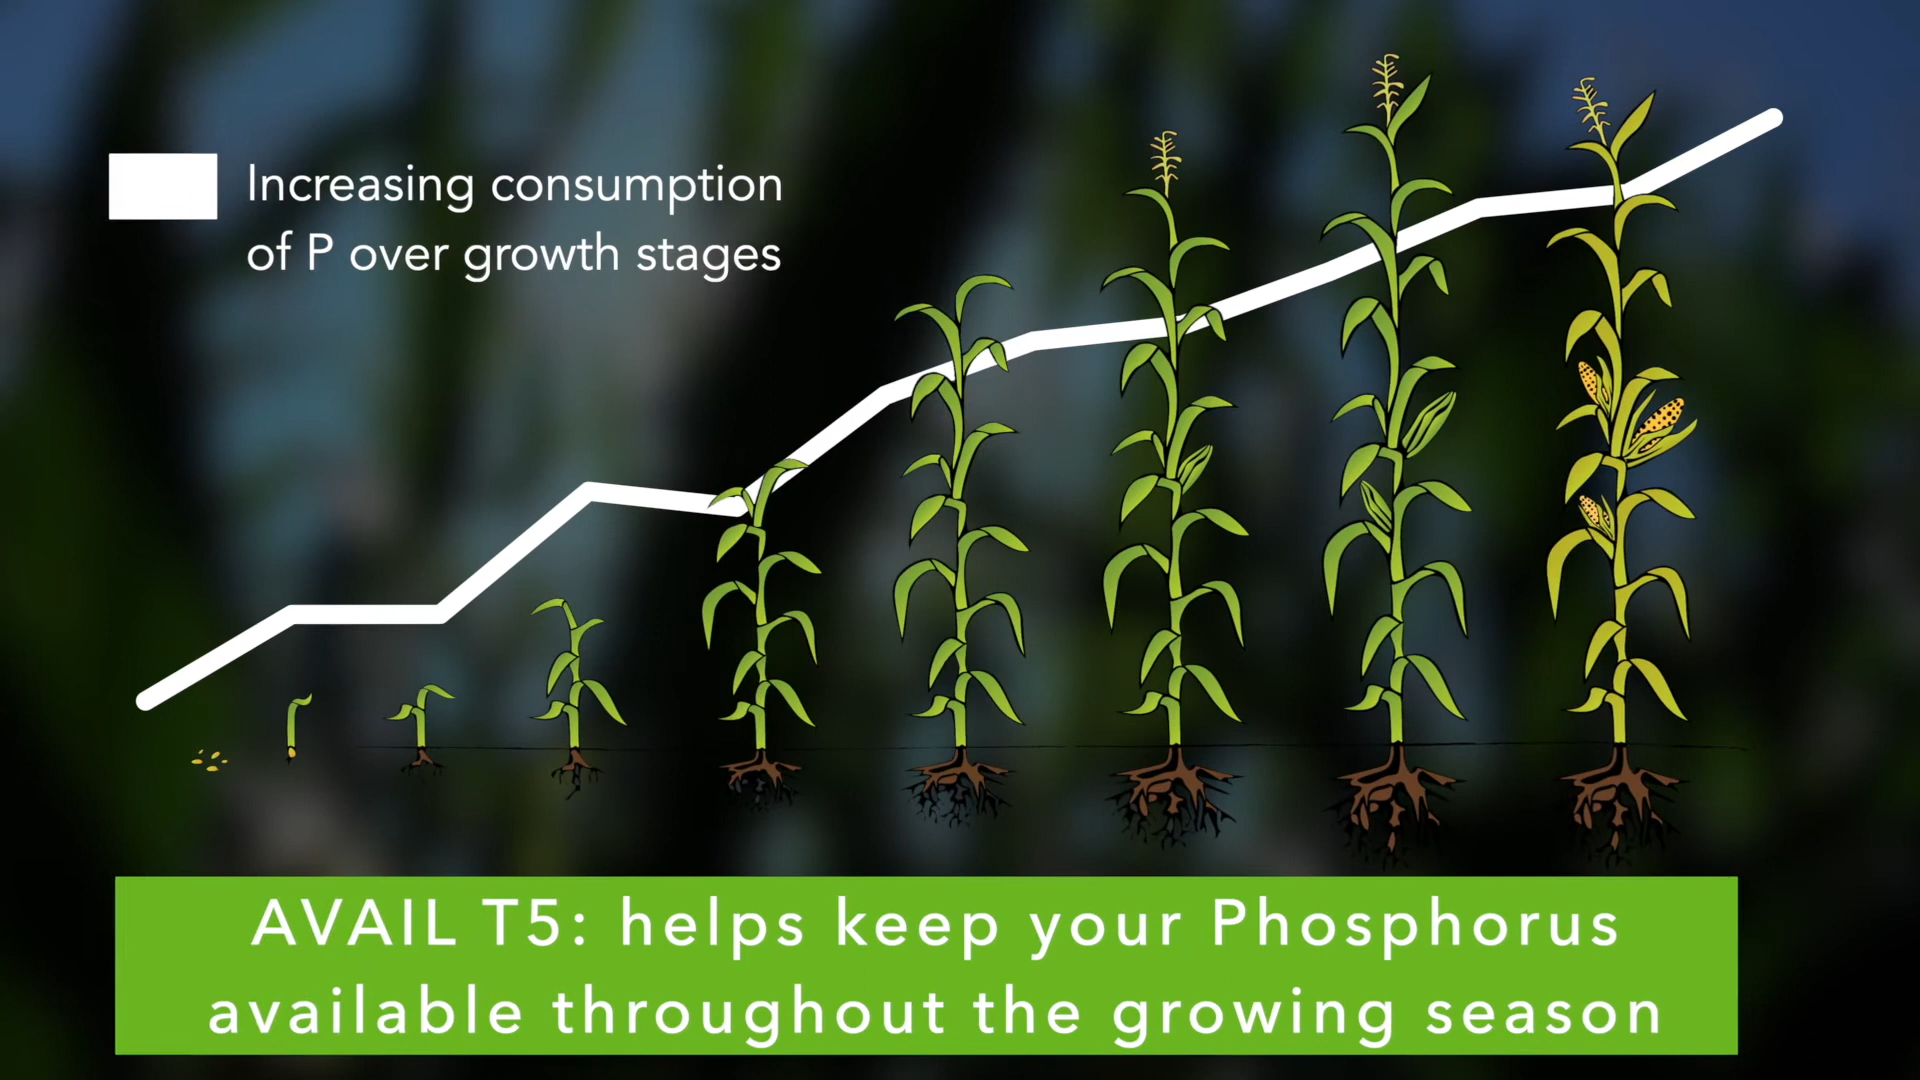 Increasing consumption
of P over growth stages
AVAIL T5: helps keep your Phosphorus
available throughout the growing season